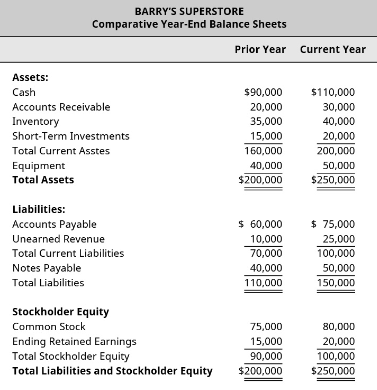 BARRY'S SUPERSTORE
Comparative Year-End Balance Sheets
Prior Year Current Year
Assets:
Cash $90,000 $110,000
Accounts Receivable 20,000 30,000
Inventory 35,000 40,000
Short-Term Investments 15,000 20,000
Total Current Asstes 160,000 200,000
Equipment 40,000 50,000
Total Assets $200,000 $250,000
Liabilities:
Accounts Payable $ 60,000 $ 75,000
Unearned Revenue 10,000 25,000
Total Current Liabilities 70,000 100,000
Notes Payable 40,000 50,000
Total Liabilities 110,000 150,000
Stockholder Equity
Common Stock 75,000 80,000
Ending Retained Earnings 15,000 20,000
Total Stockholder Equity 90,000 100,000
Total Liabilities and Stockholder Equity $200,000 $250,000